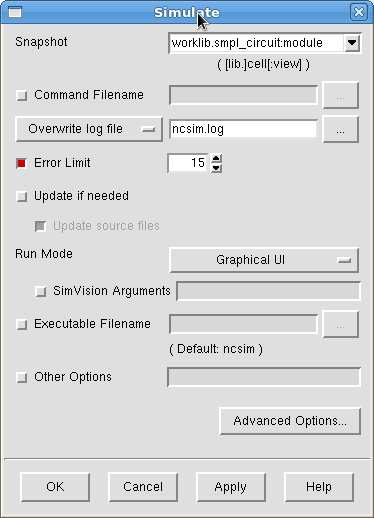 Simulate
Snapshot
worklib.smpl_circuit:module
( [lib.]cell[:view] )
Command Filename
...
Overwrite log file
ncsim.log
...
Error Limit
15
Update if needed
Update source files
Run Mode
Graphical UI
SimVision Arguments
Executable Filename
...
( Default: ncsim )
Other Options
Advanced Options...
OK
Cancel
Apply
Help